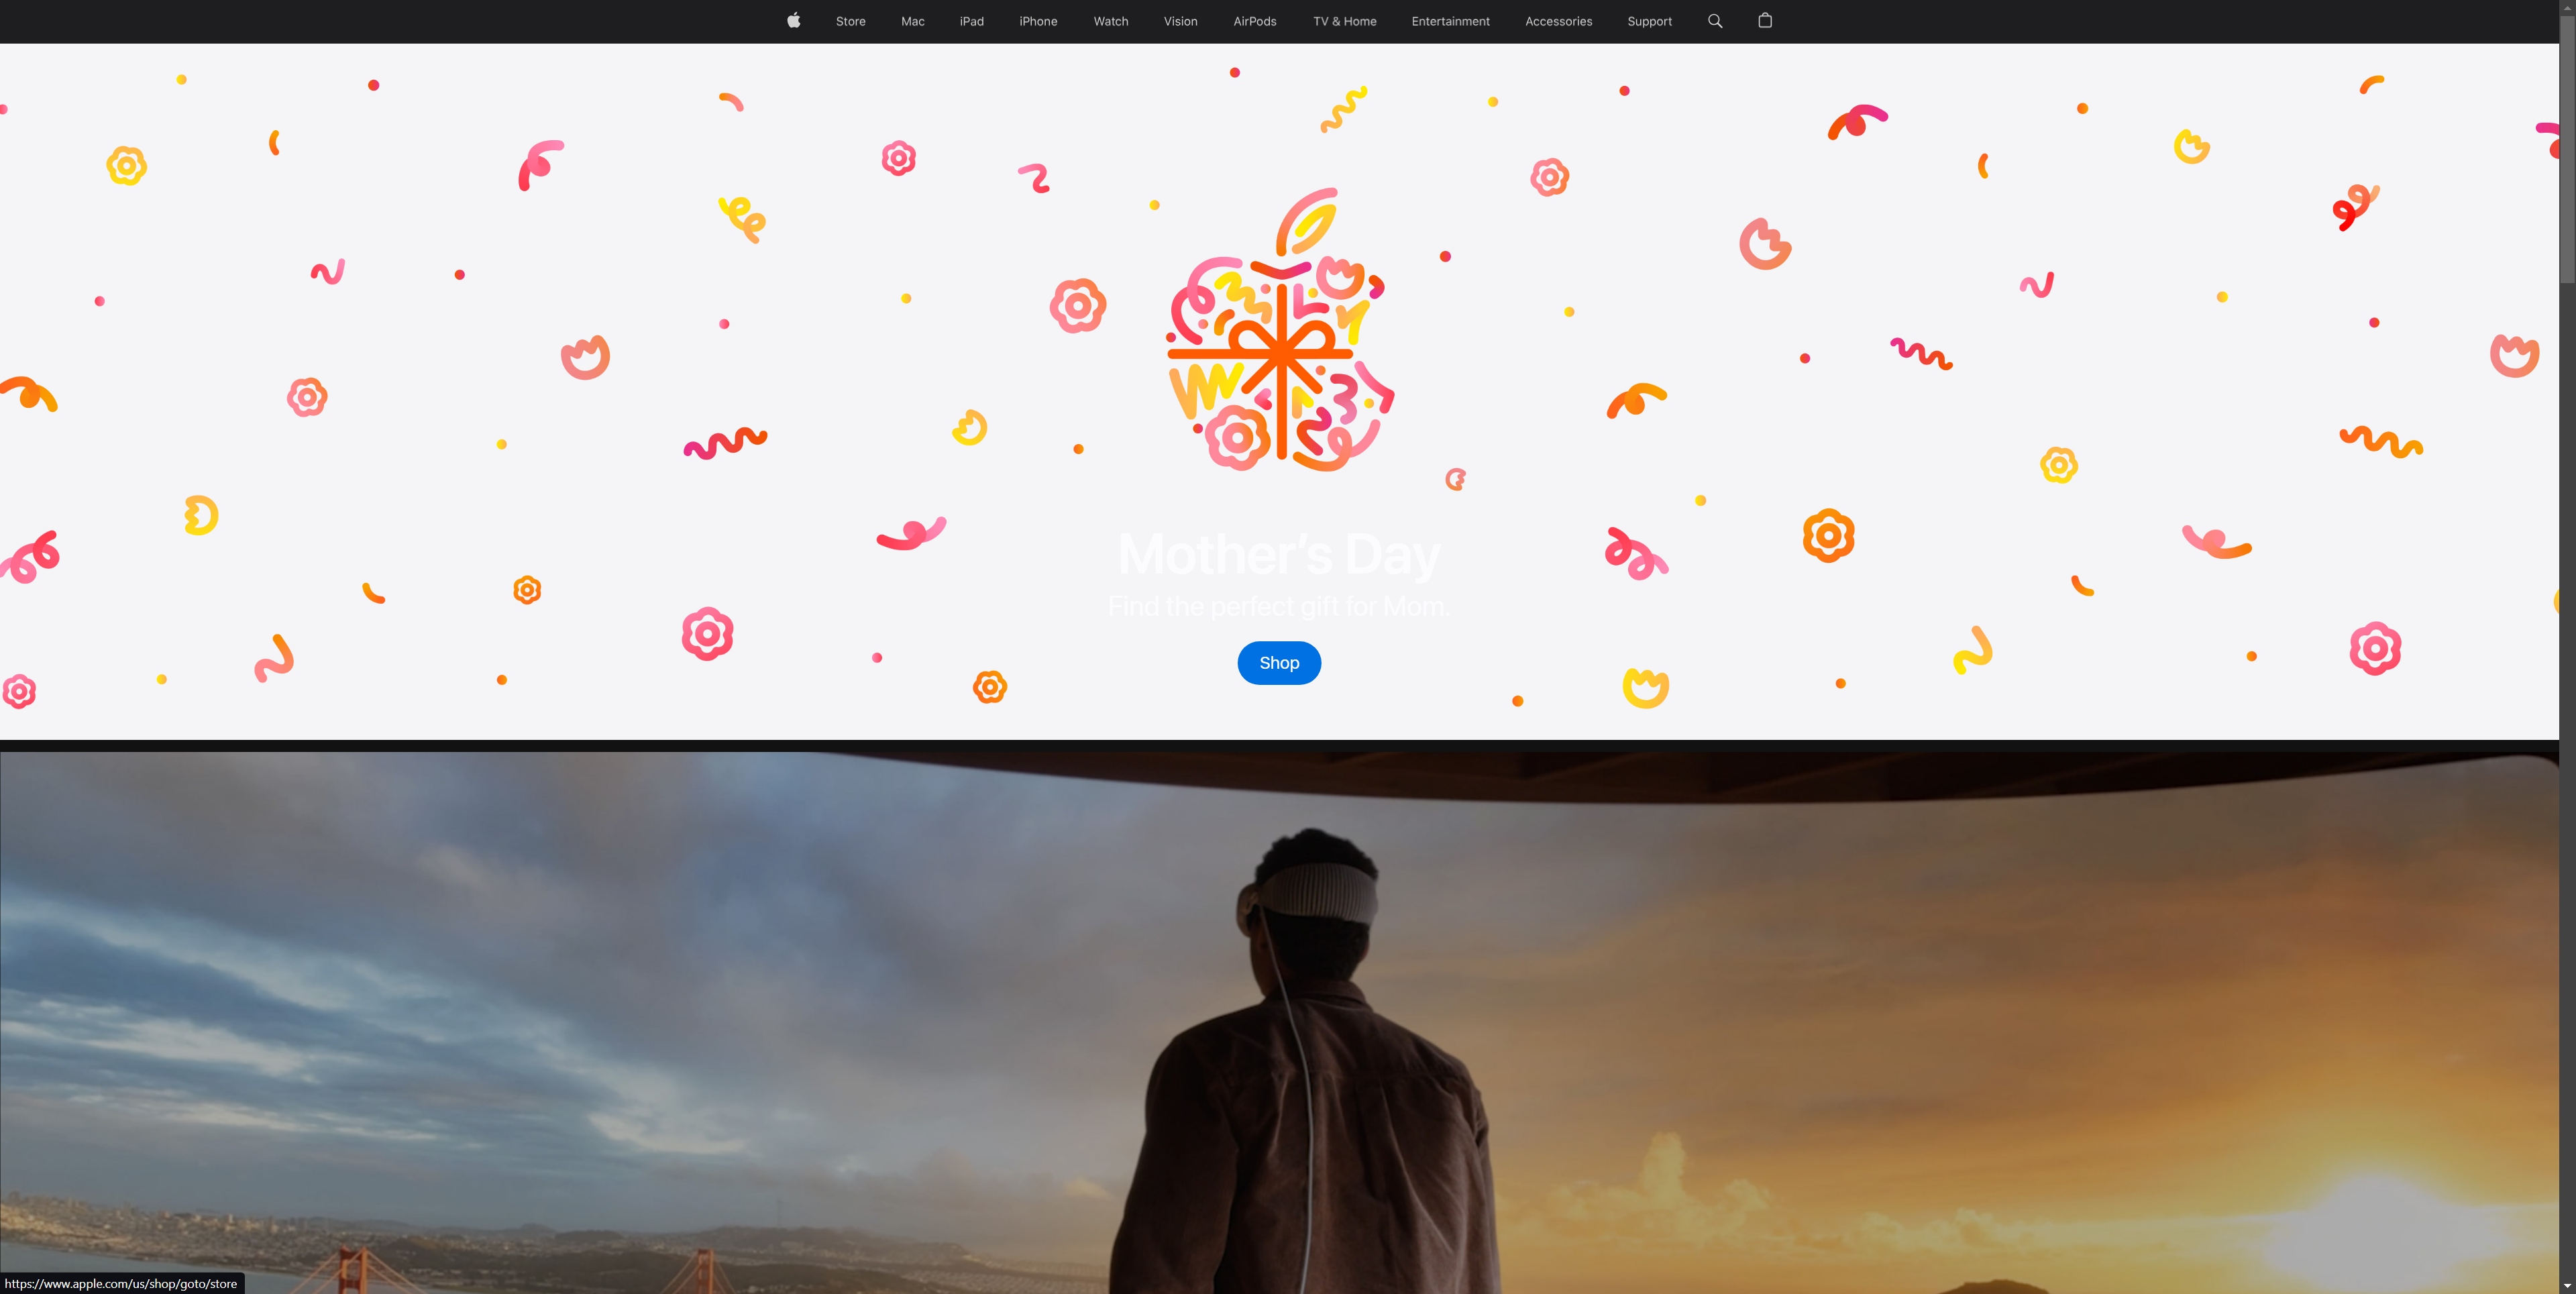 Store Mac iPad iPhone Watch Vision AirPods TV & Home Entertainment Accessories Support
Mother's Day
Find the perfect gift for Mom.
Shop
https://www.apple.com/us/shop/goto/store